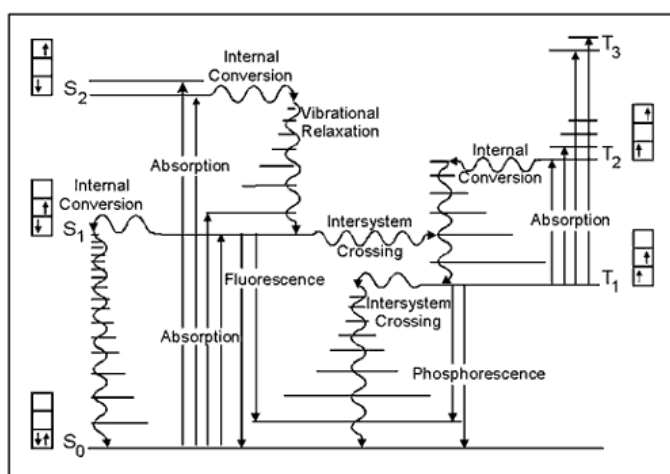 T3
Internal
Conversion
S2
Vibrational
Relaxation
T2
Absorption
Internal
Conversion
Internal
Conversion
Absorption
S1
Intersystem
Crossing
Fluorescence
T1
Intersystem
Crossing
Absorption
Phosphorescence
S0